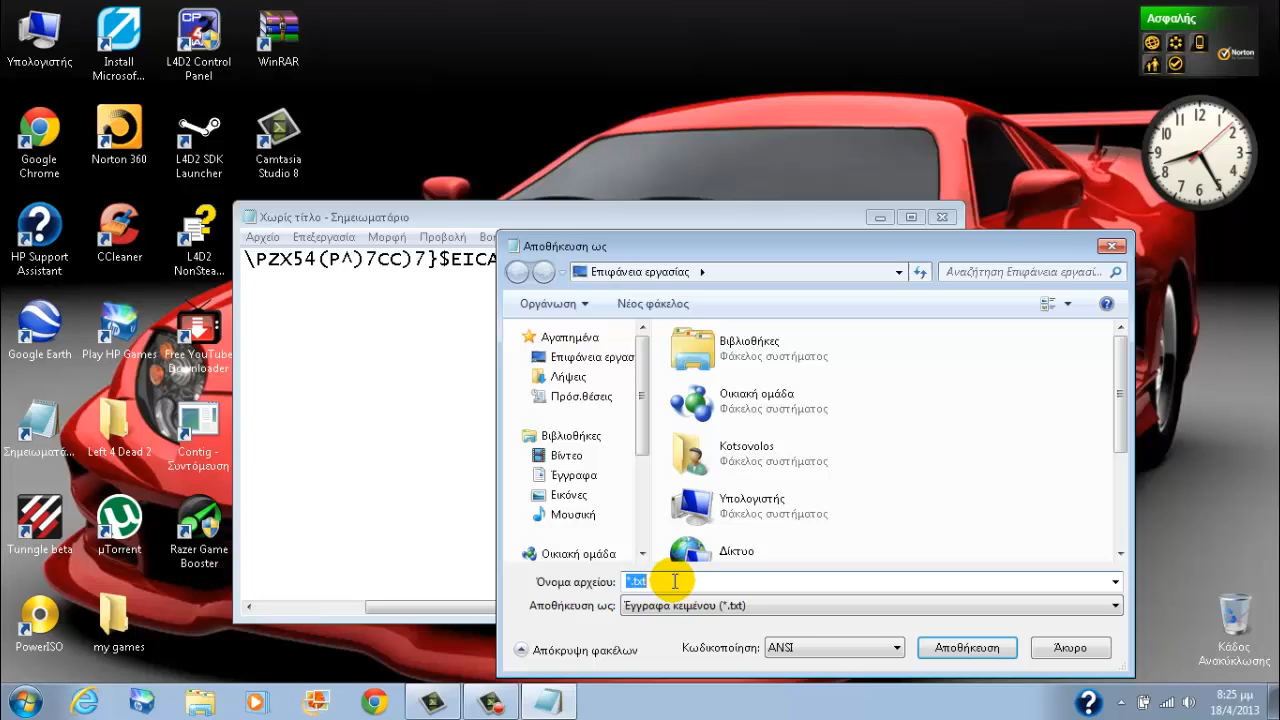 Υπολογιστής
Install Microsof...
L4D2 Control Panel
WinRAR
Ασφαλής
Norton
Google Chrome
Norton 360
L4D2 SDK Launcher
Camtasia Studio 8
HP Support Assistant
CCleaner
L4D2 NonStea...
Google Earth
Play HP Games
Free YouTube Downloader
Σημειωματά...
Left 4 Dead 2
Contig - Συντόμευση
Tunngle beta
µTorrent
Razer Game Booster
PowerISO
my games
Κάδος Ανακύκλωσης
Χωρίς τίτλο - Σημειωματάριο
Αρχείο Επεξεργασία Μορφή Προβολή Βοη
\PZX54(P^)7CC)7}$EICA
Αποθήκευση ως
Επιφάνεια εργασίας
Αναζήτηση Επιφάνεια εργασί...
Οργάνωση
Νέος φάκελος
Αγαπημένα
Επιφάνεια εργασ
Λήψεις
Πρόσ.θέσεις
Βιβλιοθήκες
Βίντεο
Έγγραφα
Εικόνες
Μουσική
Οικιακή ομάδα
Βιβλιοθήκες
Φάκελος συστήματος
Οικιακή ομάδα
Φάκελος συστήματος
Kotsovolos
Φάκελος συστήματος
Υπολογιστής
Φάκελος συστήματος
Δίκτυο
Όνομα αρχείου: *.txt
Αποθήκευση ως: Έγγραφα κειμένου (*.txt)
Απόκρυψη φακέλων
Κωδικοποίηση: ANSI
Αποθήκευση
Άκυρο
8:25 μμ
18/4/2013